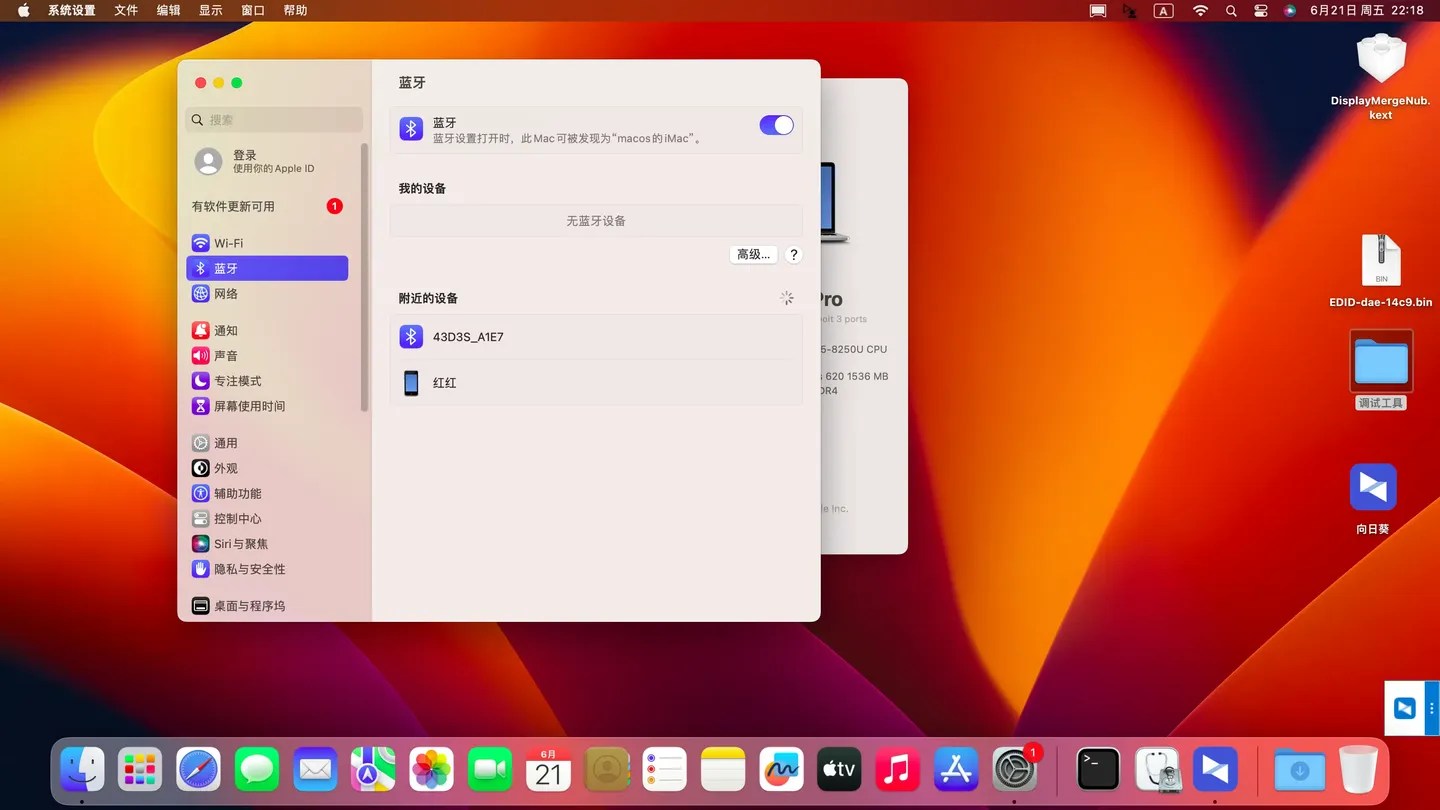 系统设置 文件 编辑 显示 窗口 帮助
A
6月21日 周五 22:18
搜索
登录
使用你的 Apple ID
有软件更新可用
1
Wi-Fi
蓝牙
网络
通知
声音
专注模式
屏幕使用时间
通用
外观
辅助功能
控制中心
Siri与聚焦
隐私与安全性
桌面与程序坞
蓝牙
蓝牙
蓝牙设置打开时，此 Mac 可被发现为“macos的iMac”。
我的设备
无蓝牙设备
高级...
?
附近的设备
43D3S_A1E7
红红
Pro
olt 3 ports
5-8250U CPU
s 620 1536 MB
DR4
le Inc.
DisplayMergeNub.
kext
BIN
EDID-dae-14c9.bin
调试工具
向日葵
6月
21
tv
1
>_